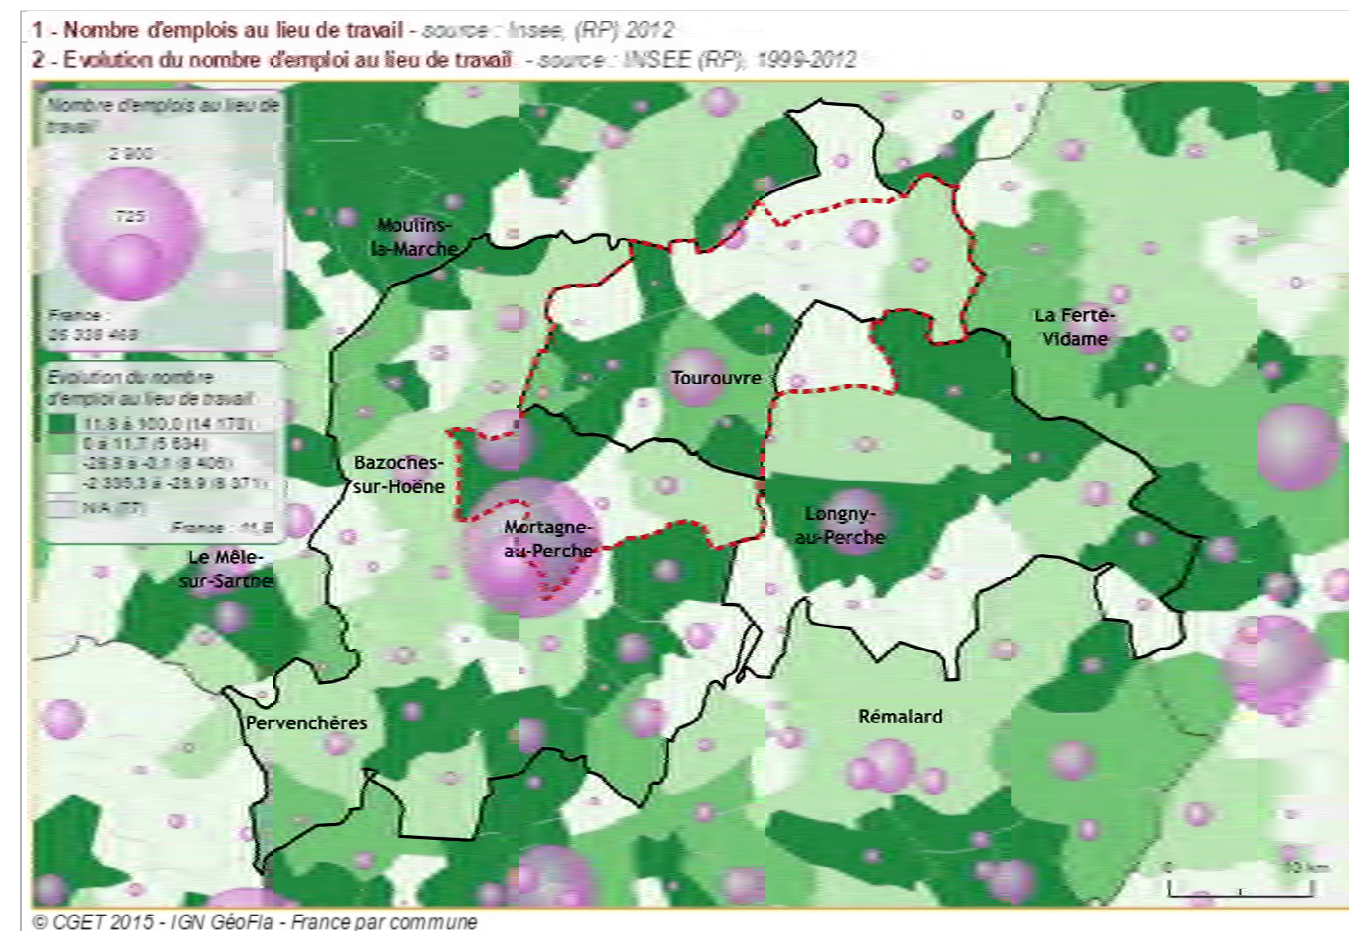 1 - Nombre d'emplois au lieu de travail - source : Insee, (RP) 2012
2 - Evolution du nombre d'emploi au lieu de travail - source : INSEE (RP), 1999-2012
Nombre d'emplois au lieu de
travail
2 900
725
France :
Evolution du nombre
d'emploi au lieu de travail
11,8 à 100,0
0 à 11,7
N/A
France :
Moulins-
la-Marche
La Ferté-
Vidame
Tourouvre
Bazoches-
sur-Hoëne
Mortagne-
au-Perche
Longny-
au-Perche
Le Mêle-
sur-Sarthe
Pervenchères
Rémalard
0 10 km
© CGET 2015 - IGN GéoFla - France par commune